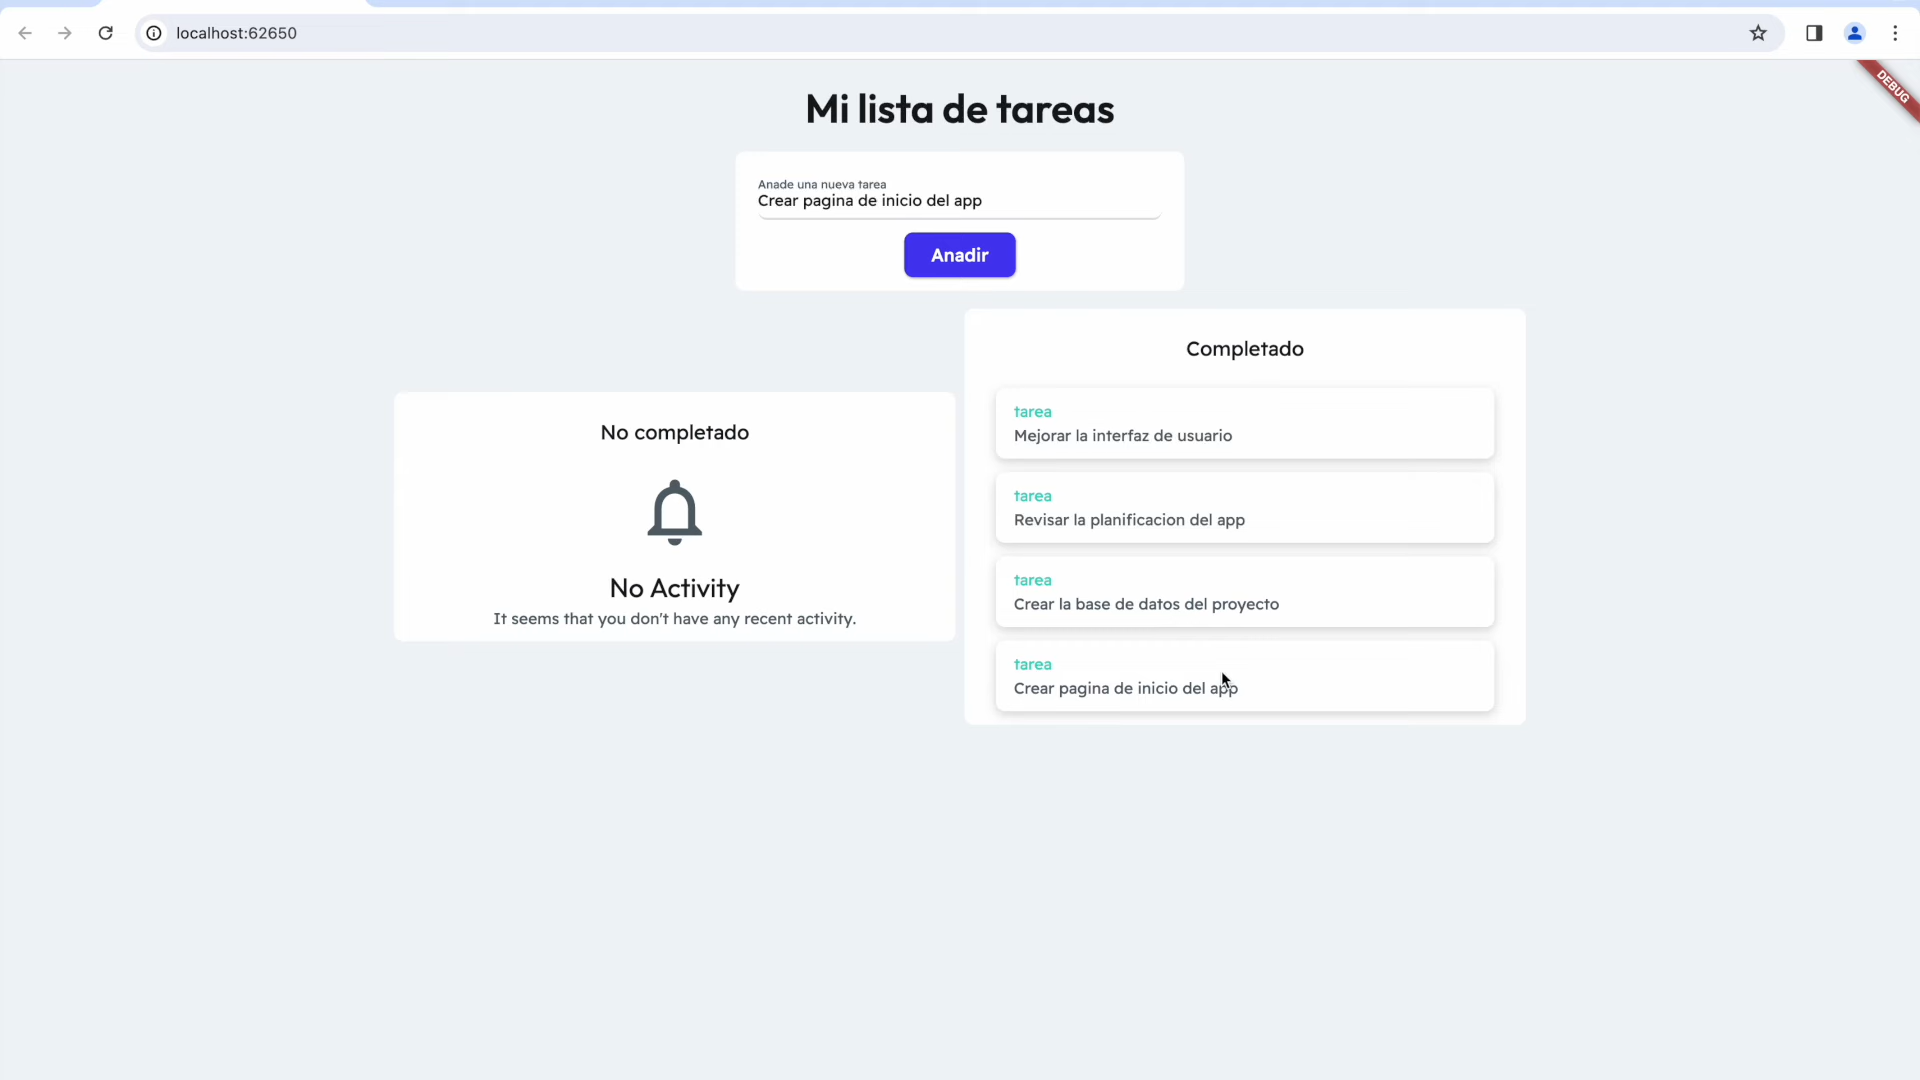 localhost:62650
DEBUG
Mi lista de tareas
Anade una nueva tarea
Crear pagina de inicio del app
Anadir
No completado
No Activity
It seems that you don't have any recent activity.
Completado
tarea
Mejorar la interfaz de usuario
tarea
Revisar la planificacion del app
tarea
Crear la base de datos del proyecto
tarea
Crear pagina de inicio del app